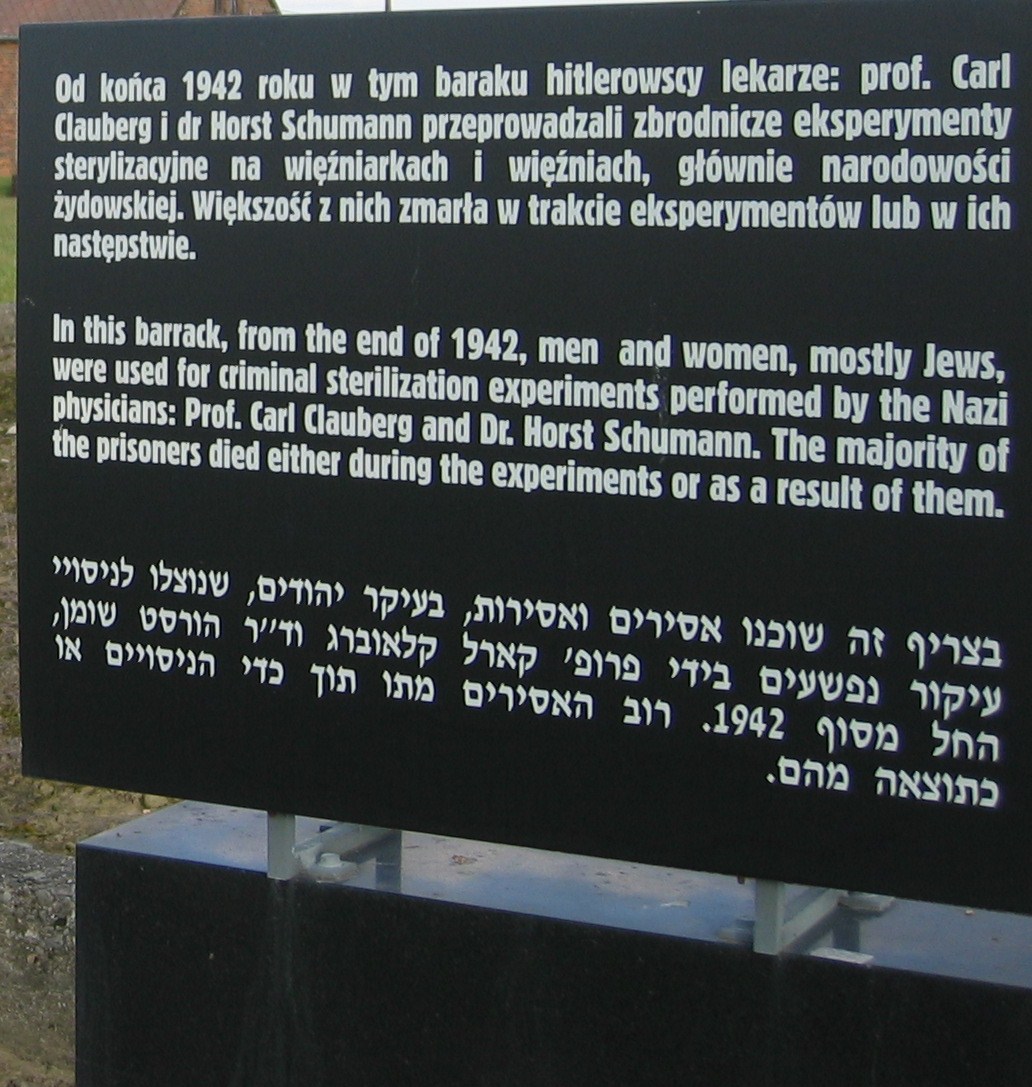 Od końca 1942 roku w tym baraku hitlerowscy lekarze: prof. Carl
Clauberg i dr Horst Schumann przeprowadzali zbrodnicze eksperymenty
sterylizacyjne na więźniarkach i więźniach, głównie narodowości
żydowskiej. Większość z nich zmarła w trakcie eksperymentów lub w ich
następstwie.
In this barrack, from the end of 1942, men and women, mostly Jews,
were used for criminal sterilization experiments performed by the Nazi
physicians: Prof. Carl Clauberg and Dr. Horst Schumann. The majority of
the prisoners died either during the experiments or as a result of them.
בצריף זה שוכנו אסירים ואסירות, בעיקר יהודים, שנוצלו לניסויי
עיקור נפשעים בידי פרופ׳ קארל קלאוברג וד״ר הורסט שומן,
החל מסוף 1942. רוב האסירים מתו תוך כדי הניסויים או
כתוצאה מהם.